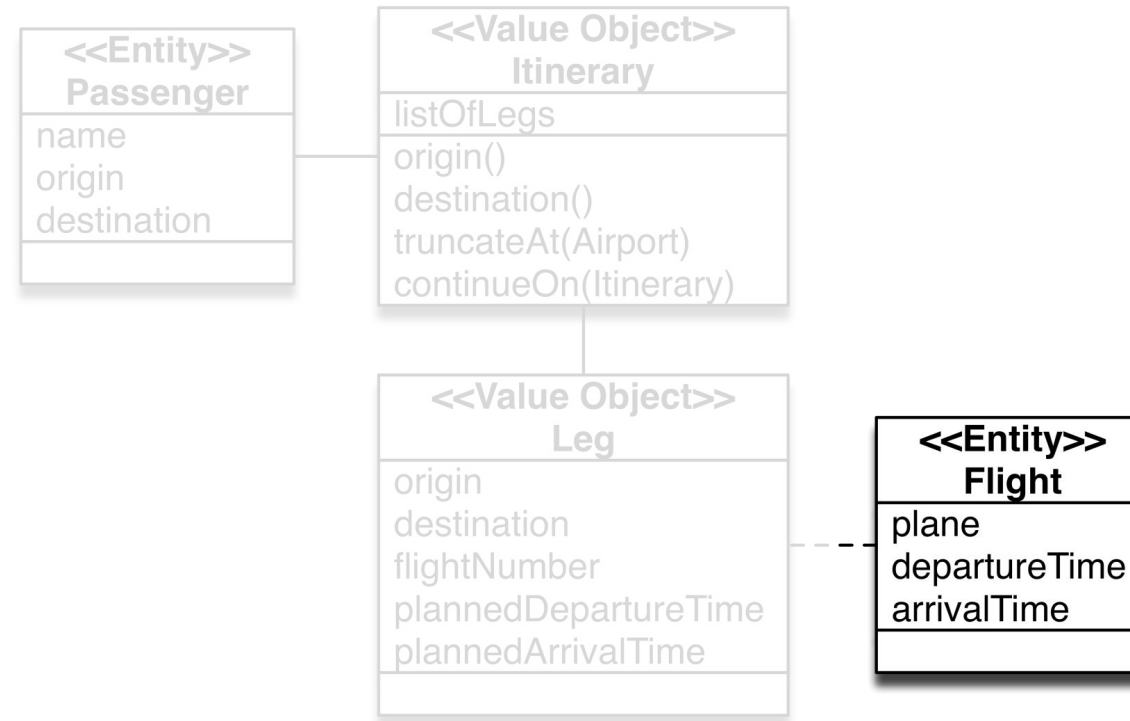 <<Entity>>
Passenger
name
origin
destination
<<Value Object>>
Itinerary
listOfLegs
origin()
destination()
truncateAt(Airport)
continueOn(Itinerary)
<<Value Object>>
Leg
origin
destination
flightNumber
plannedDepartureTime
plannedArrivalTime
<<Entity>>
Flight
plane
departureTime
arrivalTime